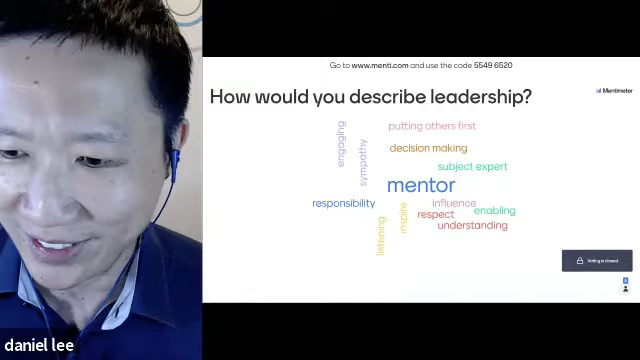 Go to www.menti.com and use the code 5549 6520
Mentimeter
How would you describe leadership?
engaging
sympathy
putting others first
decision making
subject expert
mentor
responsibility
influence
inspire
respect
enabling
understanding
listening
Voting is closed
daniel lee